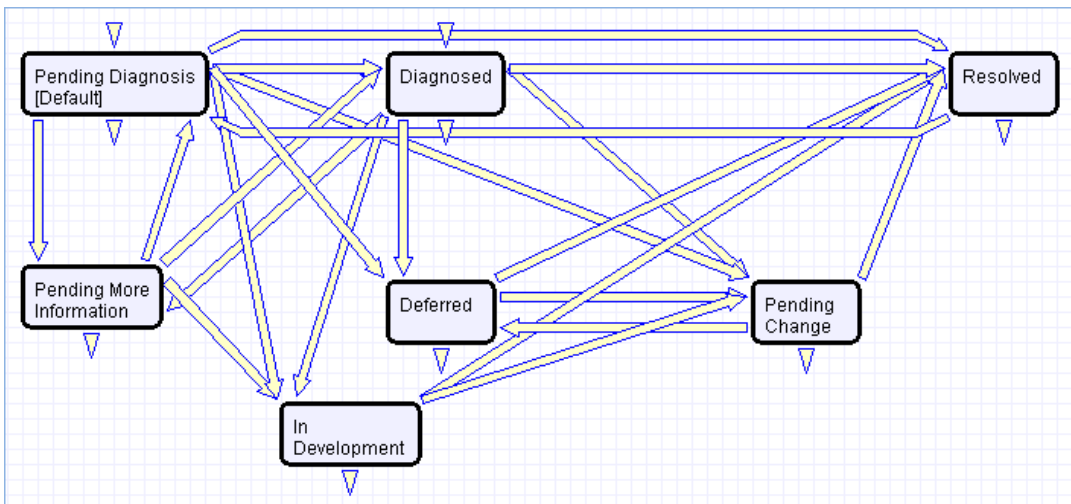 Pending Diagnosis
[Default]
Diagnosed
Resolved
Pending More
Information
Deferred
Pending
Change
In
Development